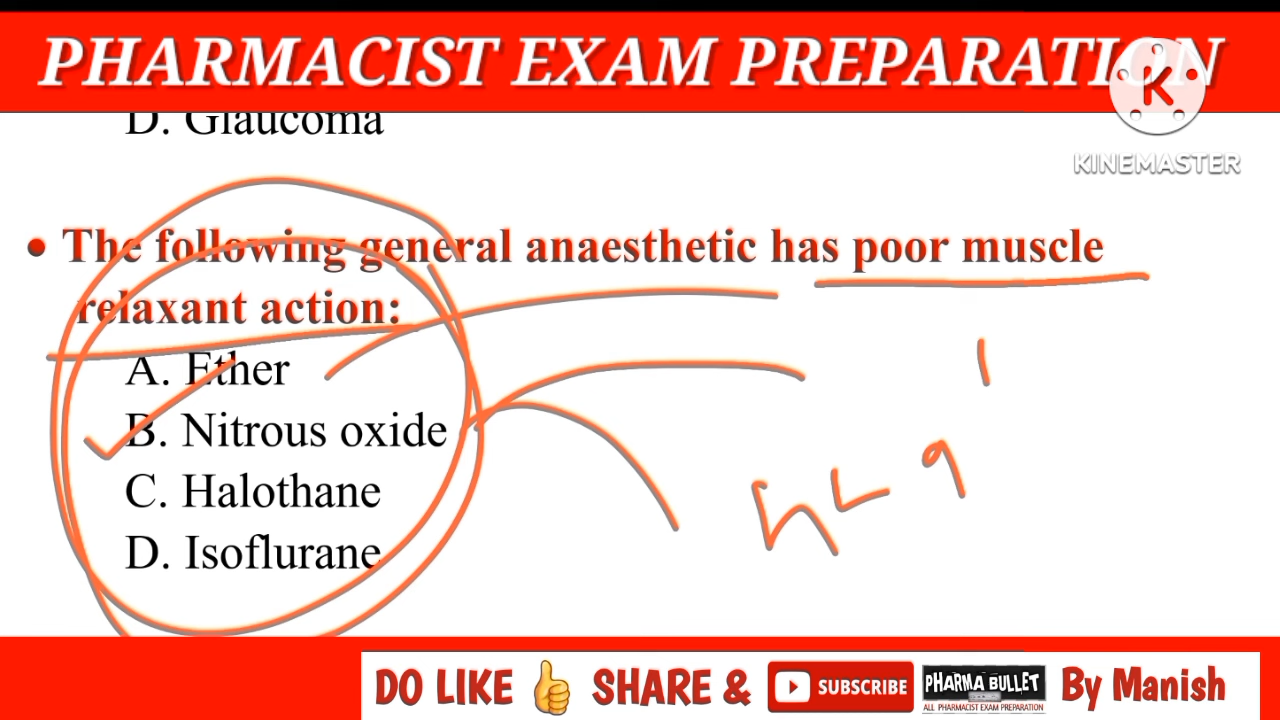 PHARMACIST EXAM PREPARATION
K
KINEMASTER
D. Glaucoma
• The following general anaesthetic has poor muscle
relaxant action:
A. Ether
B. Nitrous oxide
C. Halothane
D. Isoflurane
DO LIKE 👍 SHARE & SUBSCRIBE PHARMA BULLET By Manish
ALL PHARMACIST EXAM PREPARATION